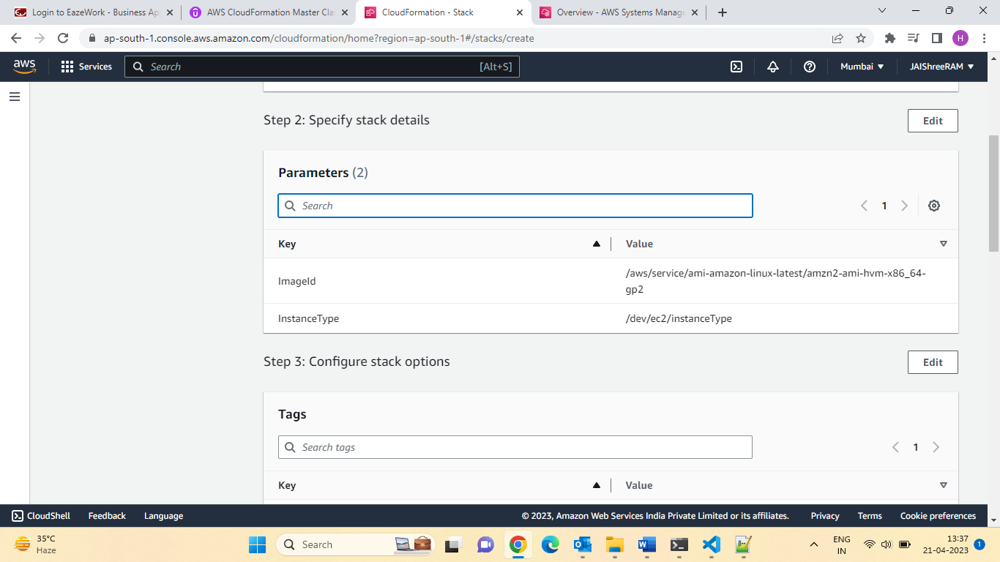 Login to EazeWork - Business Ap
AWS CloudFormation Master Cla
CloudFormation - Stack
Overview - AWS Systems Manage
ap-south-1.console.aws.amazon.com/cloudformation/home?region=ap-south-1#/stacks/create
H
aws
Services
Search
[Alt+S]
Mumbai
JAIShreeRAM
Step 2: Specify stack details
Edit
Parameters (2)
Search
1
Key
Value
ImageId
/aws/service/ami-amazon-linux-latest/amzn2-ami-hvm-x86_64-
gp2
InstanceType
/dev/ec2/instanceType
Step 3: Configure stack options
Edit
Tags
Search tags
1
Key
Value
CloudShell
Feedback
Language
© 2023, Amazon Web Services India Private Limited or its affiliates.
Privacy
Terms
Cookie preferences
35°C
Haze
Search
ENG
IN
13:37
21-04-2023
1